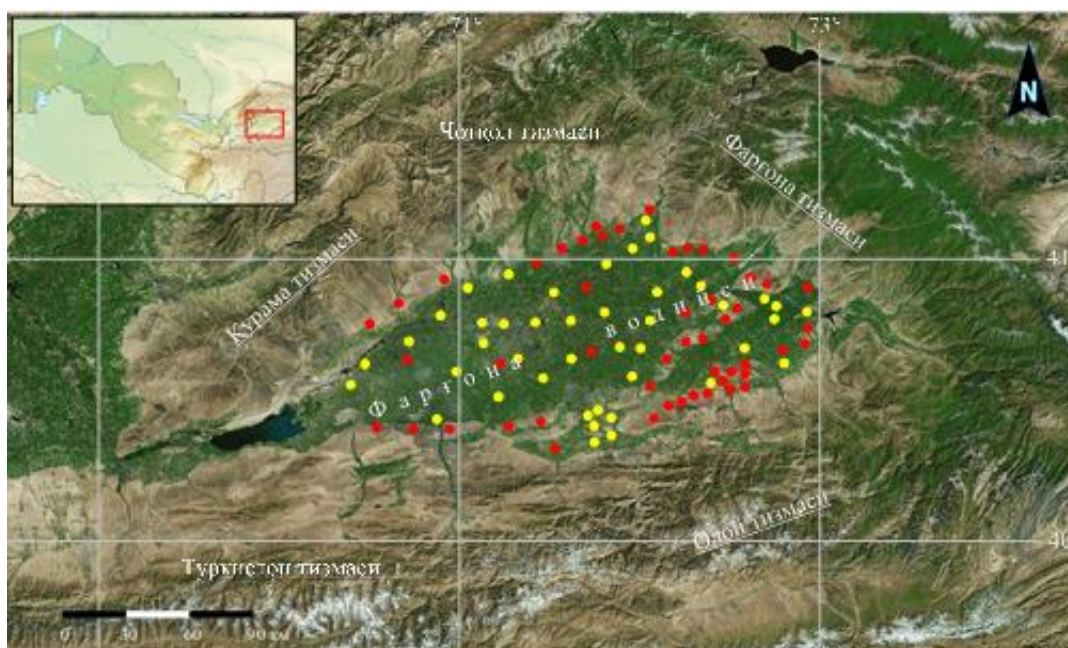 71°
73°
N
Чотқол тизмаси
Фарғона тизмаси
Курама тизмаси
41
Фарғона водийси
Олой тизмаси
40
Туркистон тизмаси
0 30 60 90 км